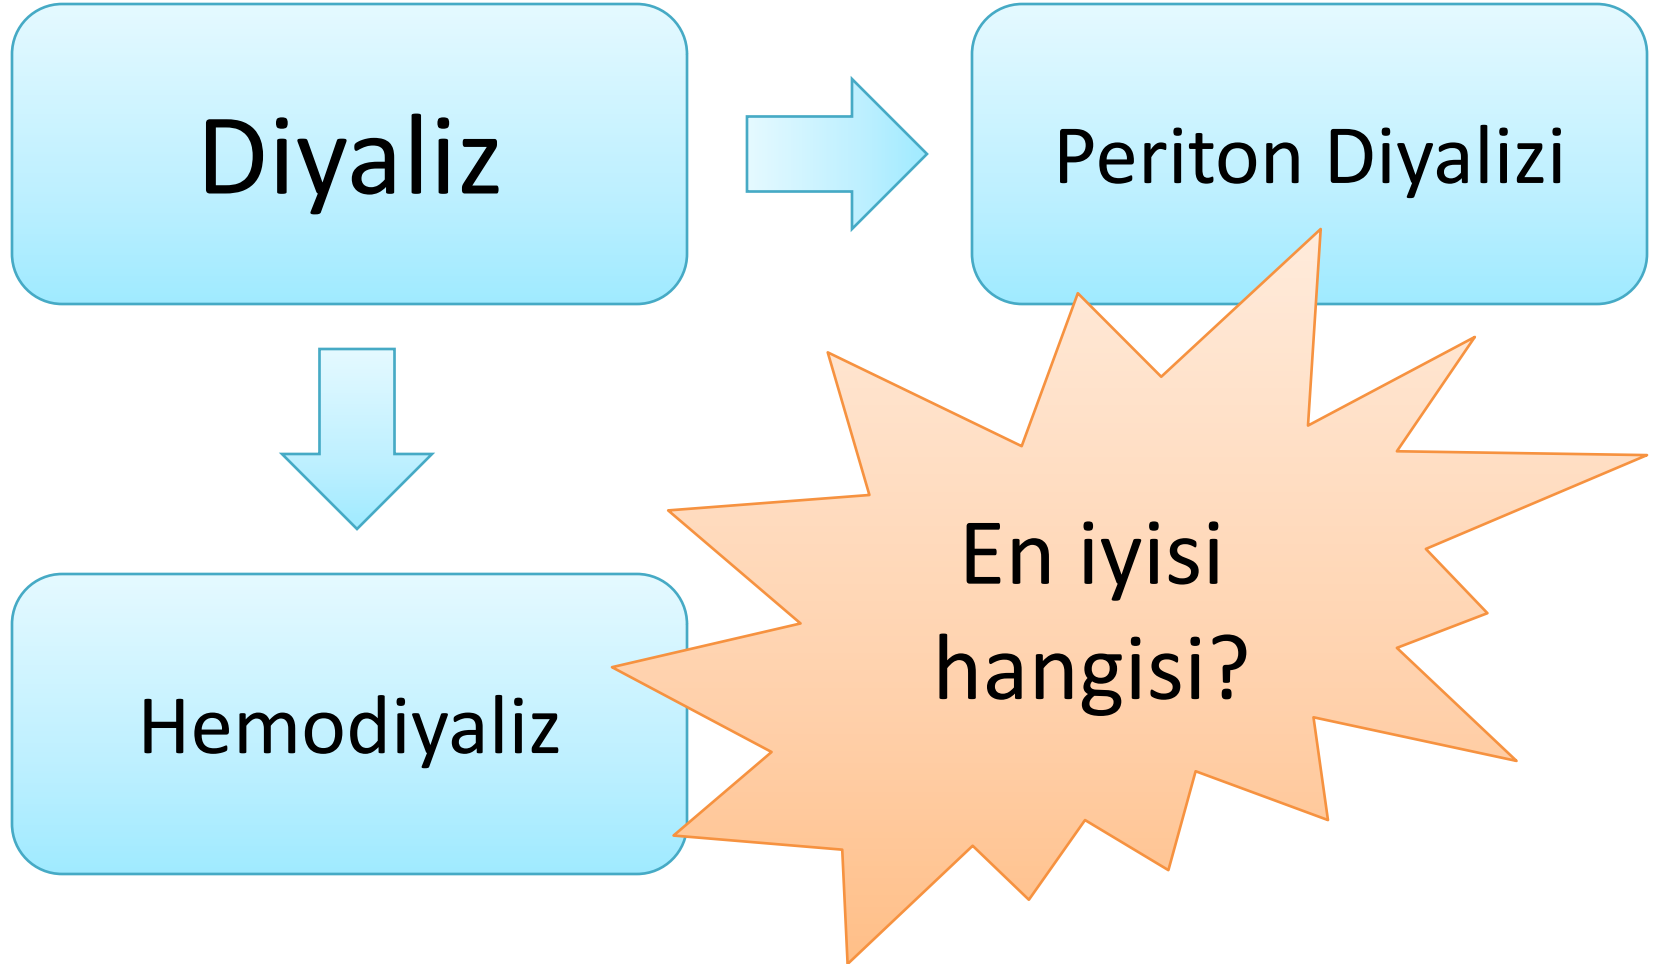 Diyaliz
Periton Diyalizi
En iyisi
hangisi?
Hemodiyaliz